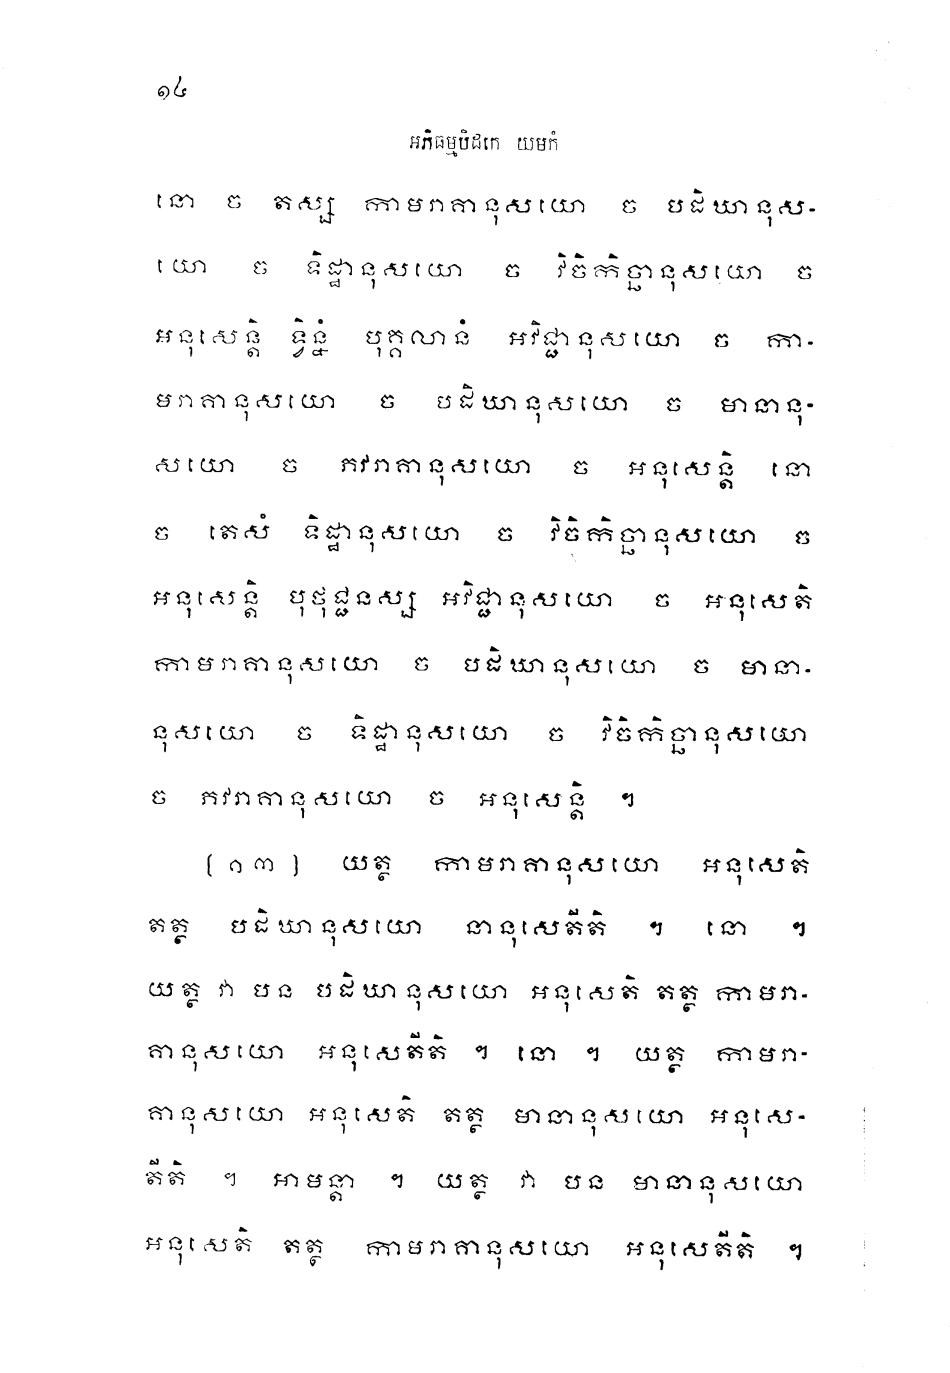 ១៤
អភិធម្មបិដកេ យមកំ
នោ ច តស្ស កាមរាគានុសយោ ច បដិឃានុស-
យោ ច ទិដ្ឋានុសយោ ច វិចិកិច្ឆានុសយោ ច
អនុសេន្តិ ទ្វិន្នំ បុគ្គលានំ អវិជ្ជានុសយោ ច កា-
មរាគានុសយោ ច បដិឃានុសយោ ច មានានុ-
សយោ ច ភវរាគានុសយោ ច អនុសេន្តិ នោ
ច តេសំ ទិដ្ឋានុសយោ ច វិចិកិច្ឆានុសយោ ច
អនុសេន្តិ បុថុជ្ជនស្ស អវិជ្ជានុសយោ ច អនុសេតិ
កាមរាគានុសយោ ច បដិឃានុសយោ ច មានា-
នុសយោ ច ទិដ្ឋានុសយោ ច វិចិកិច្ឆានុសយោ
ច ភវរាគានុសយោ ច អនុសេន្តិ ។
[១៣] យត្ថ កាមរាគានុសយោ អនុសេតិ
តត្ថ បដិឃានុសយោ នានុសេតីតិ ។ នោ ។
យត្ថ វា បន បដិឃានុសយោ អនុសេតិ តត្ថ កាមរា-
គានុសយោ អនុសេតីតិ ។ នោ ។ យត្ថ កាមរា-
គានុសយោ អនុសេតិ តត្ថ មានានុសយោ អនុសេ-
តីតិ ។ អាមន្តា ។ យត្ថ វា បន មានានុសយោ
អនុសេតិ តត្ថ កាមរាគានុសយោ អនុសេតីតិ ។